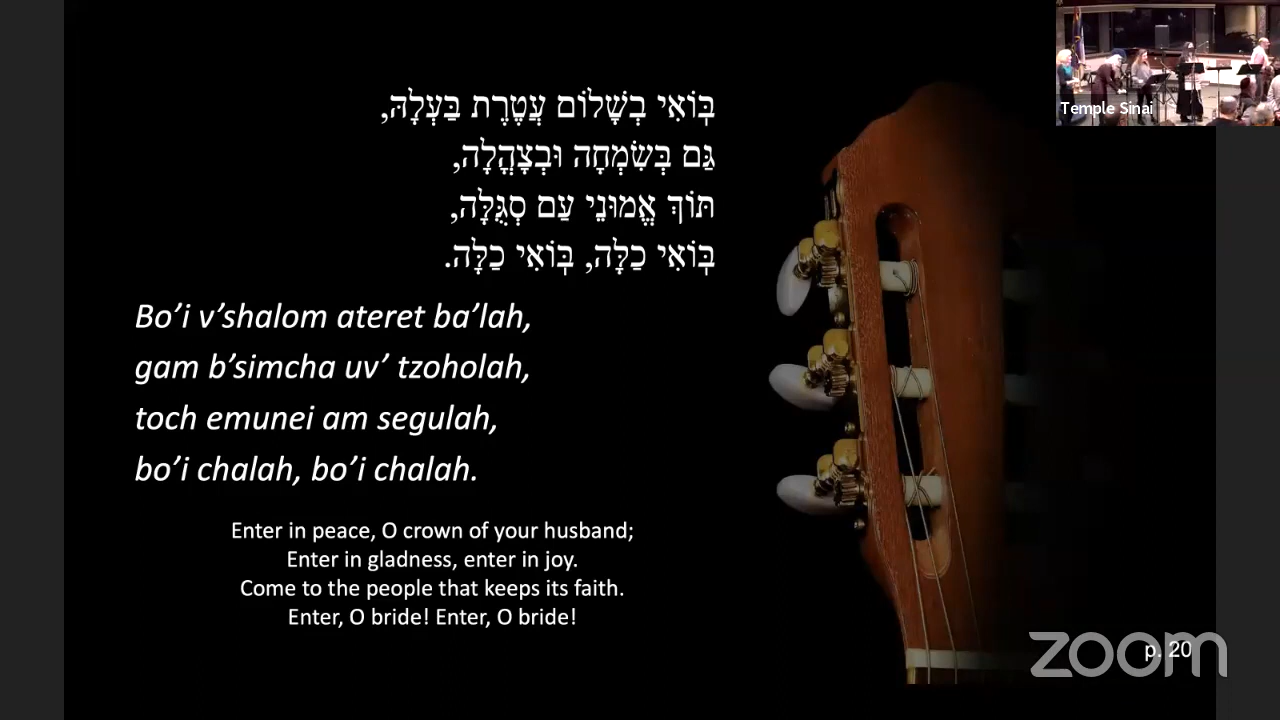 Temple Sinai
בּוֹאִי בְשָׁלוֹם עֲטֶרֶת בַּעְלָהּ,
גַּם בְּשִׂמְחָה וּבְצָהֳלָה,
תּוֹךְ אֱמוּנֵי עַם סְגֻלָּה,
בּוֹאִי כַלָּה, בּוֹאִי כַלָּה.
Bo’i v’shalom ateret ba’lah,
gam b’simcha uv’ tzoholah,
toch emunei am segulah,
bo’i chalah, bo’i chalah.
Enter in peace, O crown of your husband;
Enter in gladness, enter in joy.
Come to the people that keeps its faith.
Enter, O bride! Enter, O bride!
p. 20
zoom